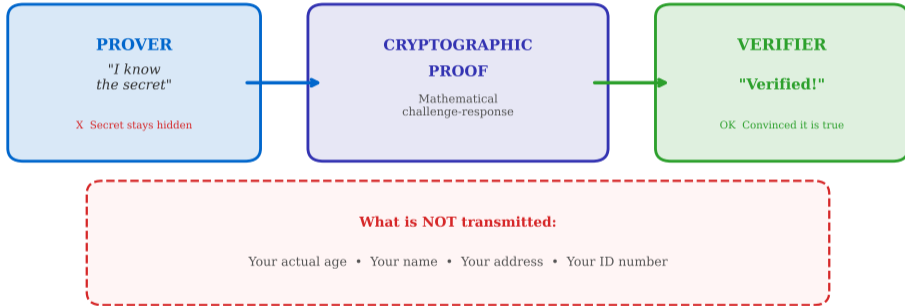 PROVER
"I know
the secret"
X  Secret stays hidden
CRYPTOGRAPHIC
PROOF
Mathematical
challenge-response
VERIFIER
"Verified!"
OK  Convinced it is true
What is NOT transmitted:
Your actual age  •  Your name  •  Your address  •  Your ID number